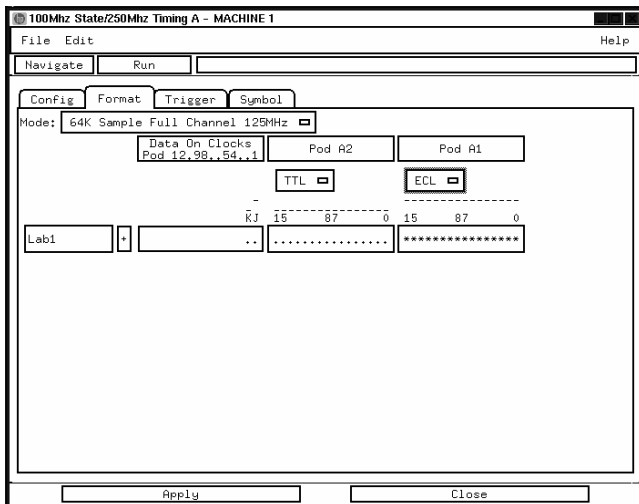 100Mhz State/250Mhz Timing A - MACHINE 1
File Edit Help
Navigate Run
Config Format Trigger Symbol
Mode: 64K Sample Full Channel 125MHz
Data On Clocks
Pod 12.98..54..1
Pod A2 Pod A1
TTL ECL
- ---------------- ----------------
KJ 15 87 0 15 87 0
Lab1 + .. ................ ****************
Apply Close